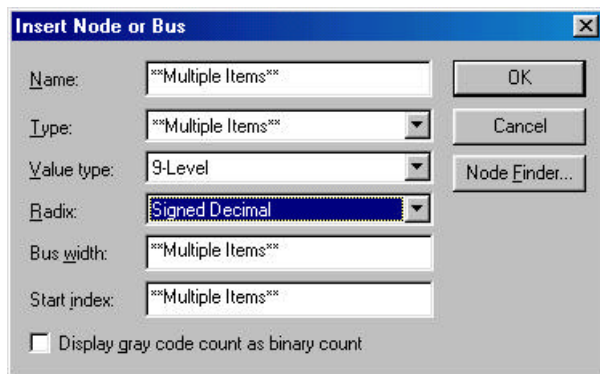 Insert Node or Bus
Name: **Multiple Items** OK
Type: **Multiple Items** Cancel
Value type: 9-Level Node Finder...
Radix: Signed Decimal
Bus width: **Multiple Items**
Start index: **Multiple Items**
Display gray code count as binary count